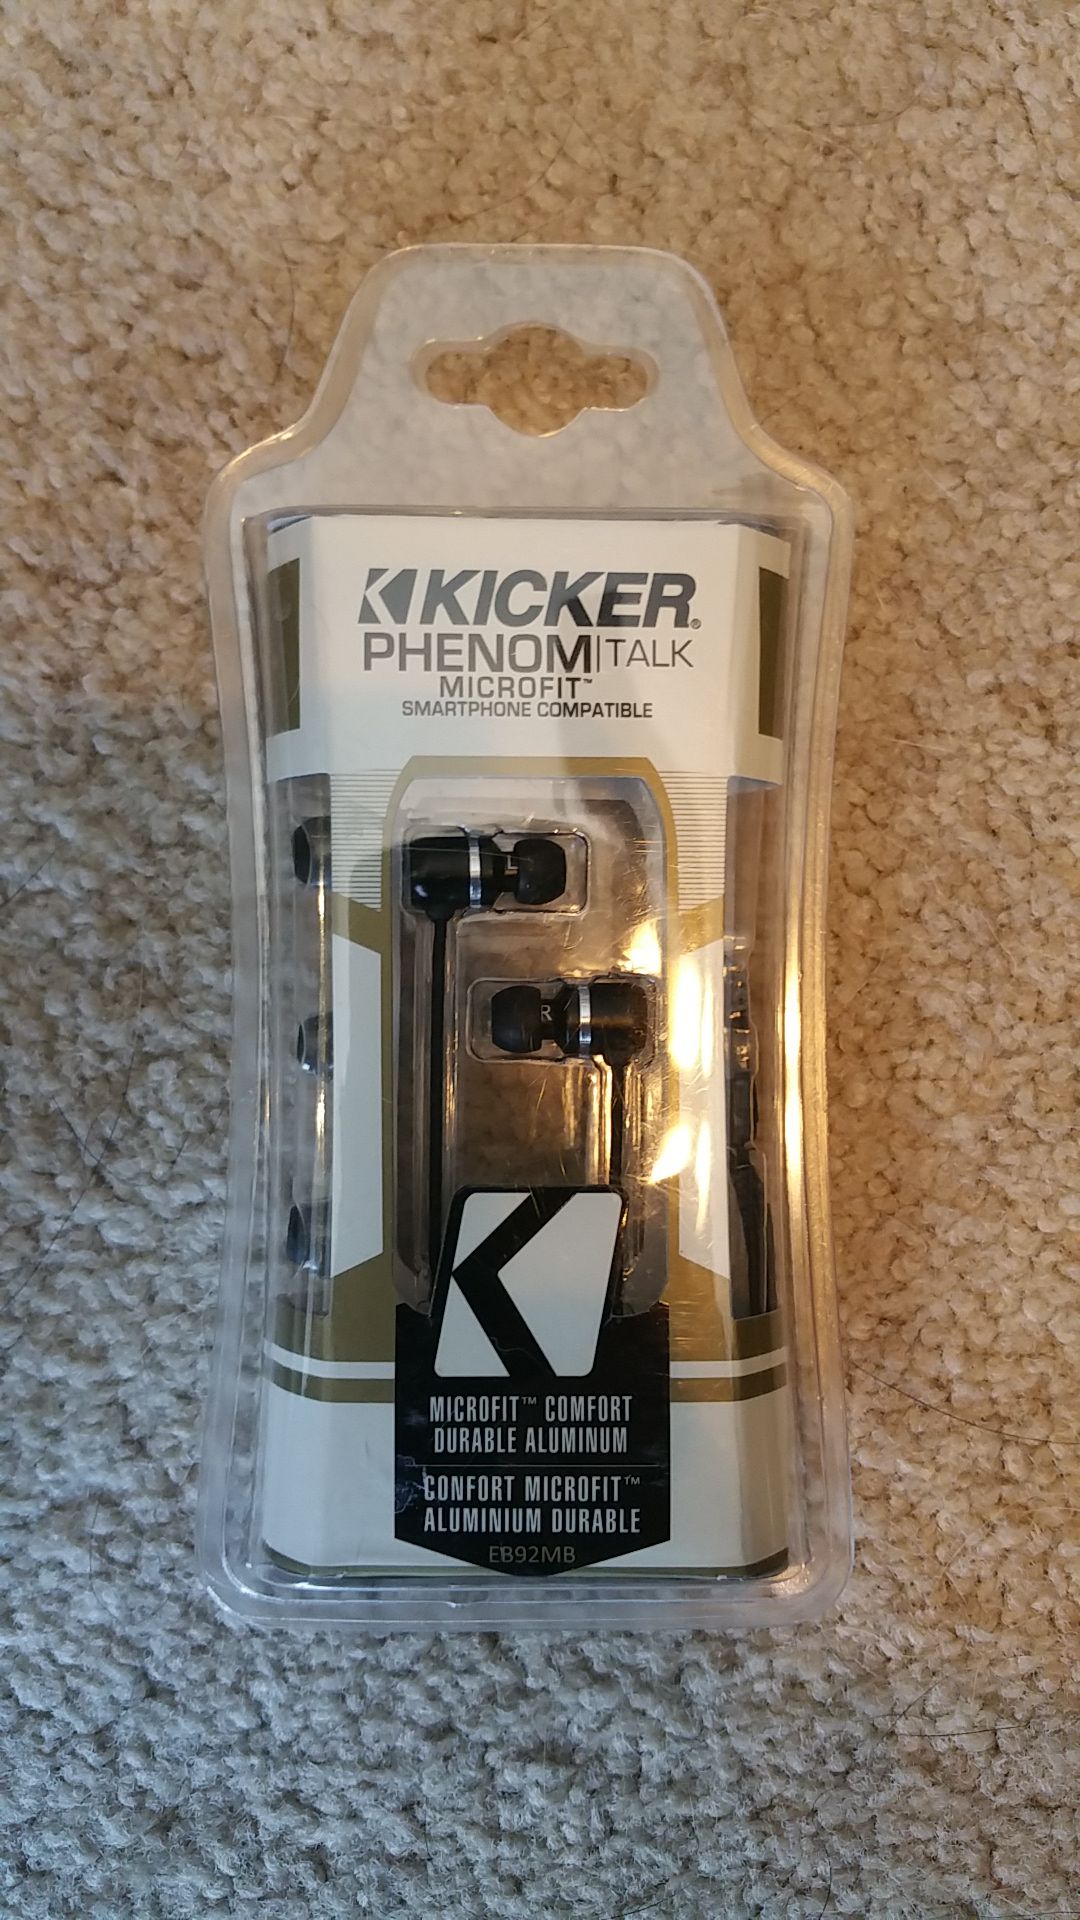 KICKER®
PHENOM|TALK
MICROFIT™
SMARTPHONE COMPATIBLE
L
R
MICROFIT™ COMFORT
DURABLE ALUMINUM
CONFORT MICROFIT™
ALUMINIUM DURABLE
EB92MB